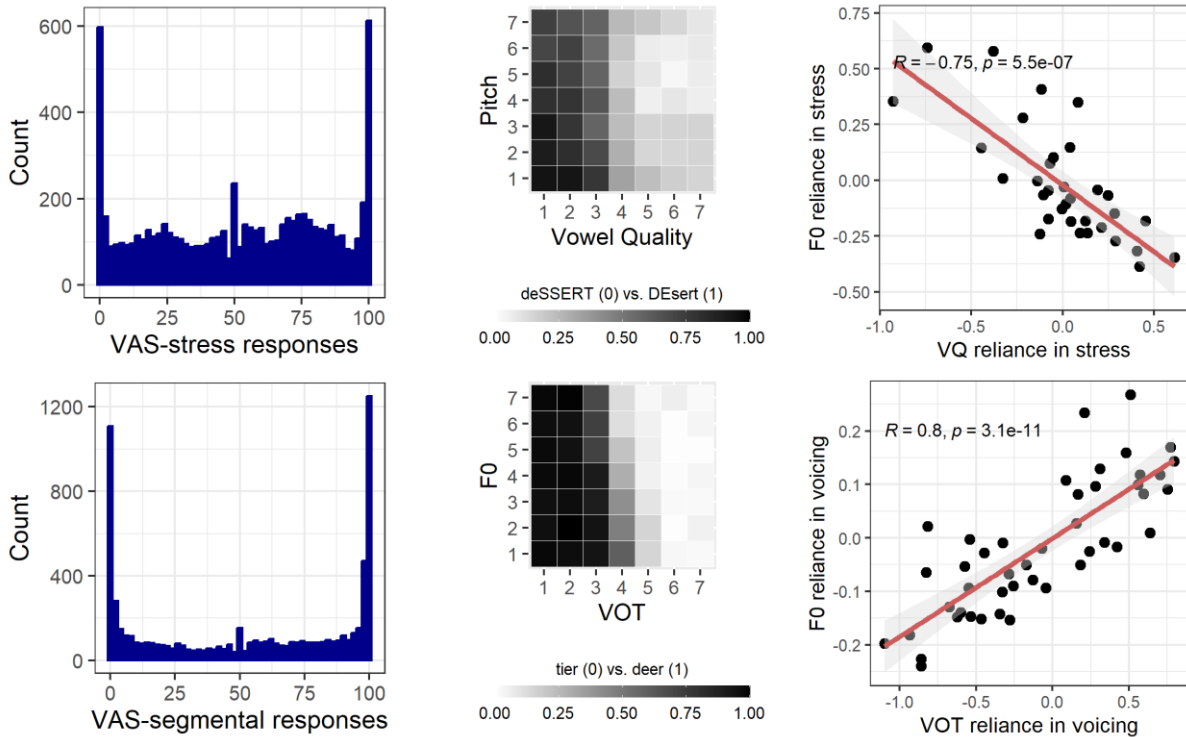 600
400
200
0
Count
0 25 50 75 100
VAS-stress responses
7
6
5
4
3
2
1
Pitch
1 2 3 4 5 6 7
Vowel Quality
deSSERT (0) vs. DEsert (1)
0.00 0.25 0.50 0.75 1.00
0.75
0.50
0.25
0.00
-0.25
-0.50
F0 reliance in stress
R = −0.75, p = 5.5e-07
-1.0 -0.5 0.0 0.5
VQ reliance in stress
1200
800
400
0
Count
0 25 50 75 100
VAS-segmental responses
7
6
5
4
3
2
1
F0
1 2 3 4 5 6 7
VOT
tier (0) vs. deer (1)
0.00 0.25 0.50 0.75 1.00
0.2
0.1
0.0
-0.1
-0.2
F0 reliance in voicing
R = 0.8, p = 3.1e-11
-1.0 -0.5 0.0 0.5
VOT reliance in voicing